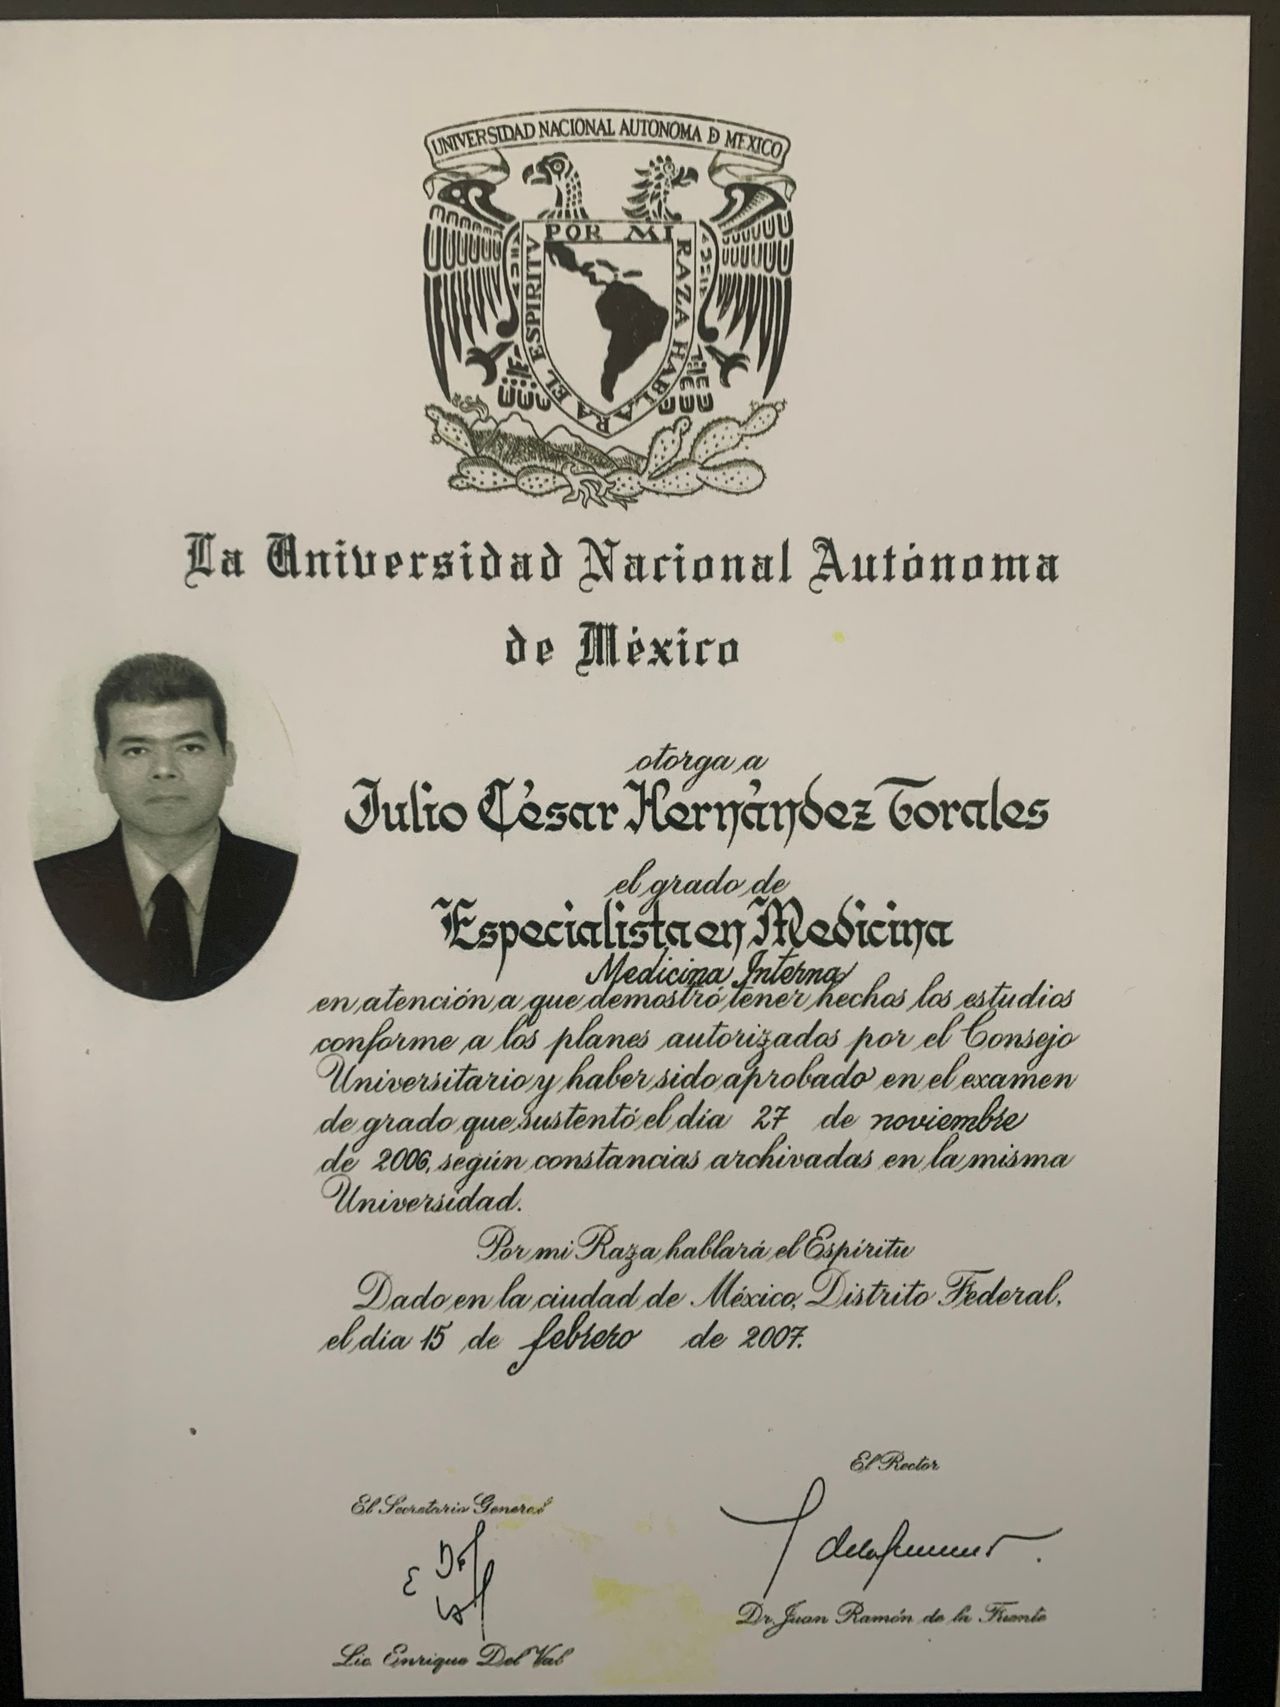 UNIVERSIDAD NACIONAL AUTONOMA D MEXICO
POR MI RAZA HABLARA EL ESPIRITU
La Universidad Nacional Autónoma
de México
otorga a
Julio César Hernández Torales
el grado de
Especialista en Medicina
Medicina Interna
en atención a que demostró tener hechos los estudios
conforme a los planes autorizados por el Consejo
Universitario y haber sido aprobado en el examen
de grado que sustentó el día 27 de noviembre
de 2006, según constancias archivadas en la misma
Universidad.
Por mi Raza hablará el Espíritu
Dado en la ciudad de México, Distrito Federal,
el día 15 de febrero de 2007.
El Rector
El Secretario General
Dr. Juan Ramón de la Fuente
Lic. Enrique Del Val